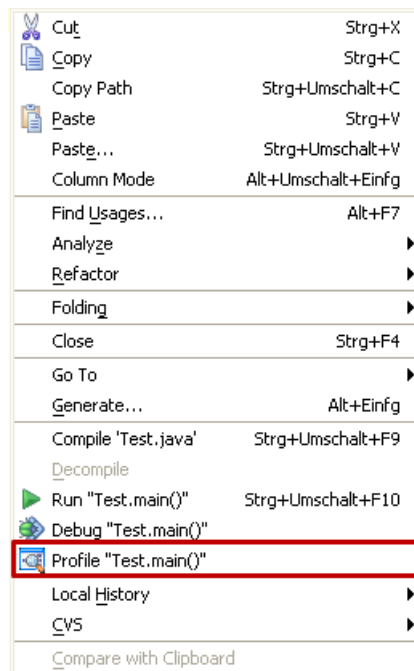 Cut Strg+X
Copy Strg+C
Copy Path Strg+Umschalt+C
Paste Strg+V
Paste... Strg+Umschalt+V
Column Mode Alt+Umschalt+Einfg
Find Usages... Alt+F7
Analyze
Refactor
Folding
Close Strg+F4
Go To
Generate... Alt+Einfg
Compile 'Test.java' Strg+Umschalt+F9
Decompile
Run "Test.main()" Strg+Umschalt+F10
Debug "Test.main()"
Profile "Test.main()"
Local History
CVS
Compare with Clipboard